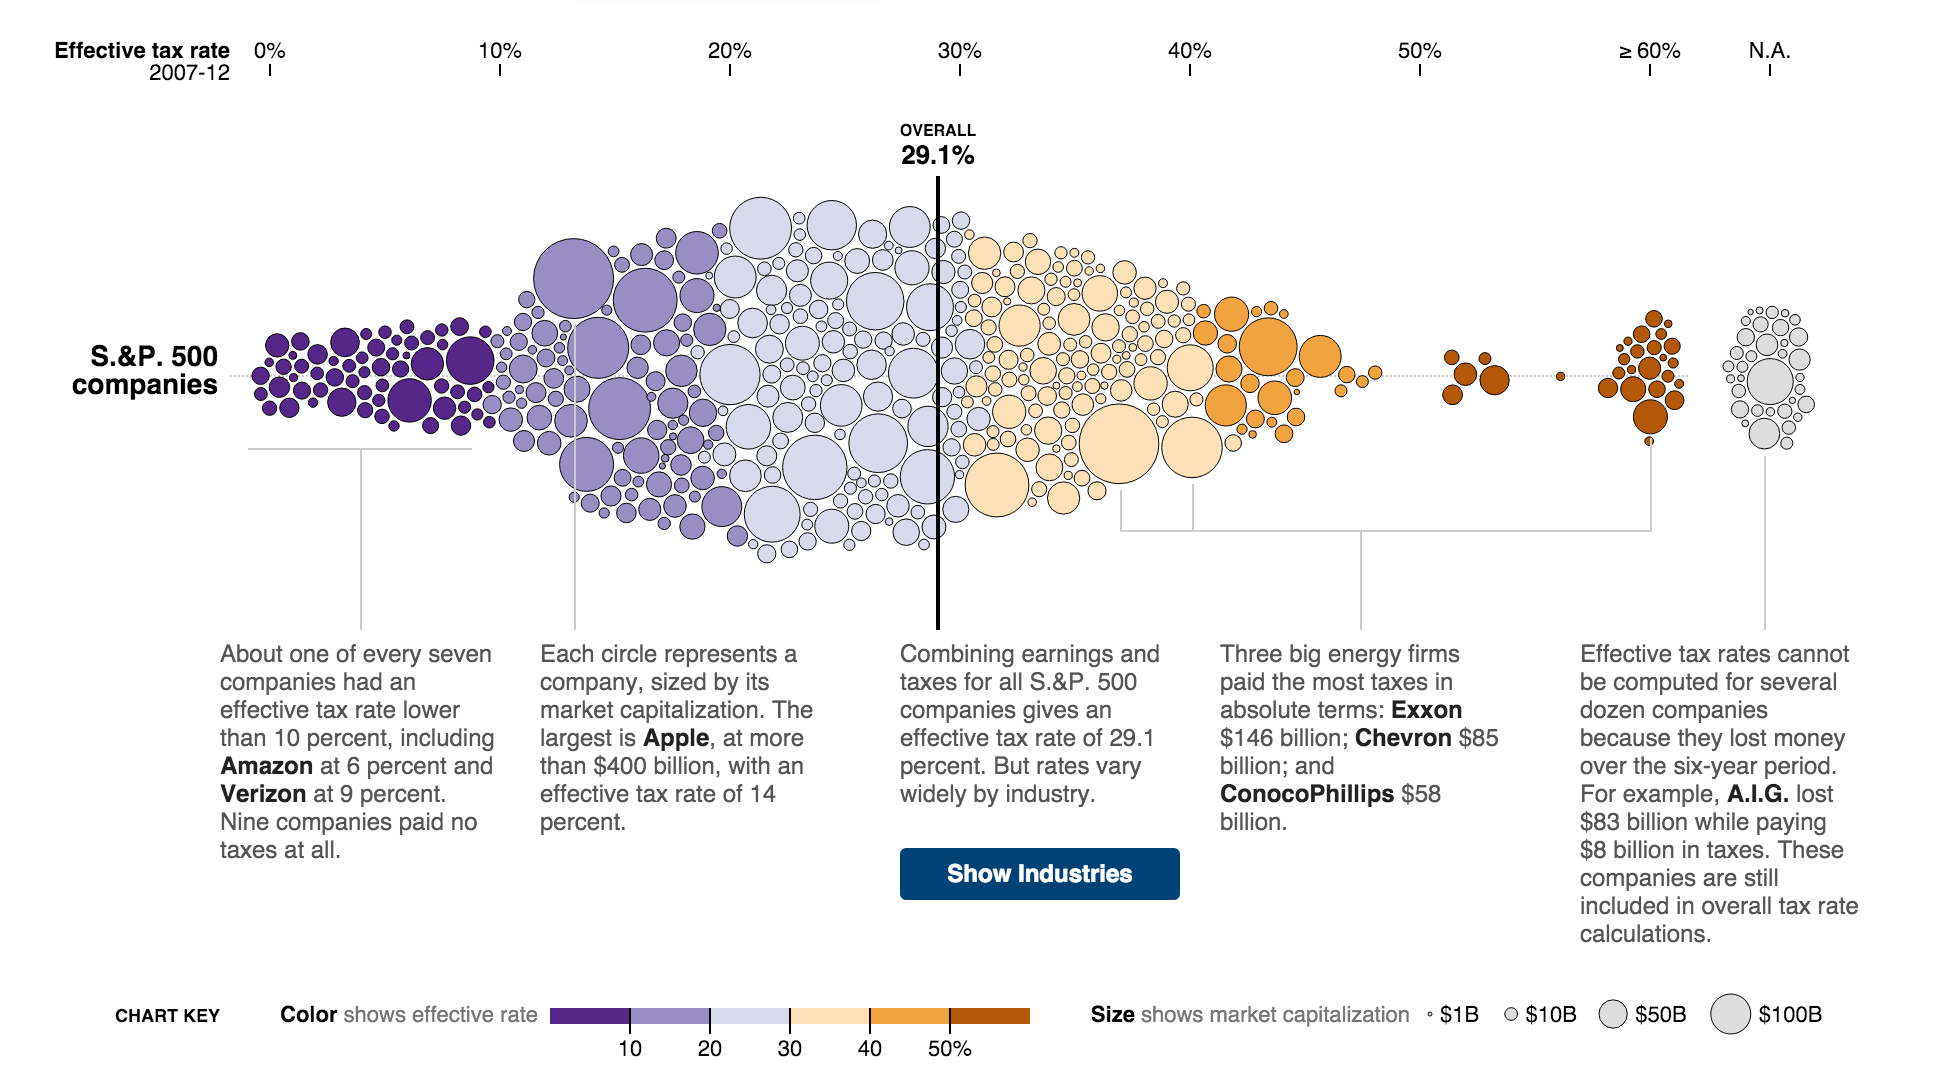 Effective tax rate 0% 10% 20% 30% 40% 50% ≥ 60% N.A.
2007-12
OVERALL
29.1%
S.&P. 500
companies
About one of every seven
companies had an
effective tax rate lower
than 10 percent, including
Amazon at 6 percent and
Verizon at 9 percent.
Nine companies paid no
taxes at all.
Each circle represents a
company, sized by its
market capitalization. The
largest is Apple, at more
than $400 billion, with an
effective tax rate of 14
percent.
Combining earnings and
taxes for all S.&P. 500
companies gives an
effective tax rate of 29.1
percent. But rates vary
widely by industry.
Show Industries
Three big energy firms
paid the most taxes in
absolute terms: Exxon
$146 billion; Chevron $85
billion; and
ConocoPhillips $58
billion.
Effective tax rates cannot
be computed for several
dozen companies
because they lost money
over the six-year period.
For example, A.I.G. lost
$83 billion while paying
$8 billion in taxes. These
companies are still
included in overall tax rate
calculations.
CHART KEY Color shows effective rate Size shows market capitalization $1B $10B $50B $100B
10 20 30 40 50%